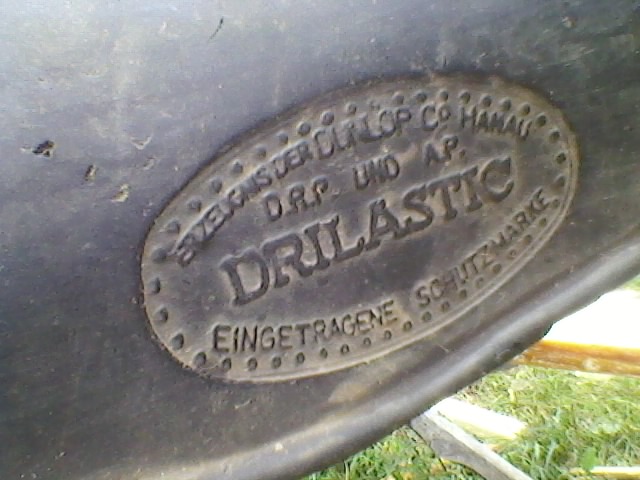 ERZEUGNIS DER DUNLOP Co HANAU
D.R.P. UND A.P.
DRILASTIC
EINGETRAGENE SCHUTZMARKE